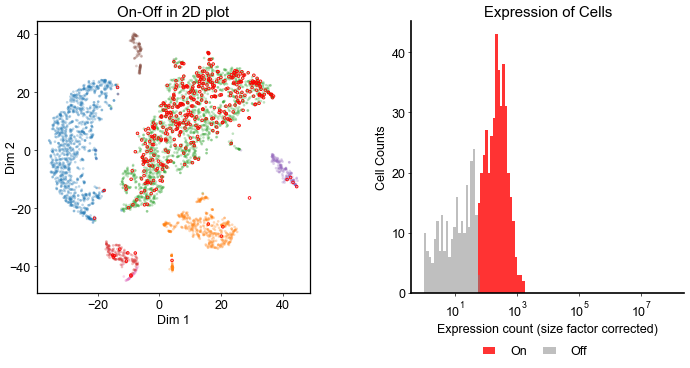 On-Off in 2D plot
Dim 2
40
20
0
−20
−40
−20
0
20
40
Dim 1
Expression of Cells
Cell Counts
40
30
20
10
0
10^1
10^3
10^5
10^7
Expression count (size factor corrected)
On
Off